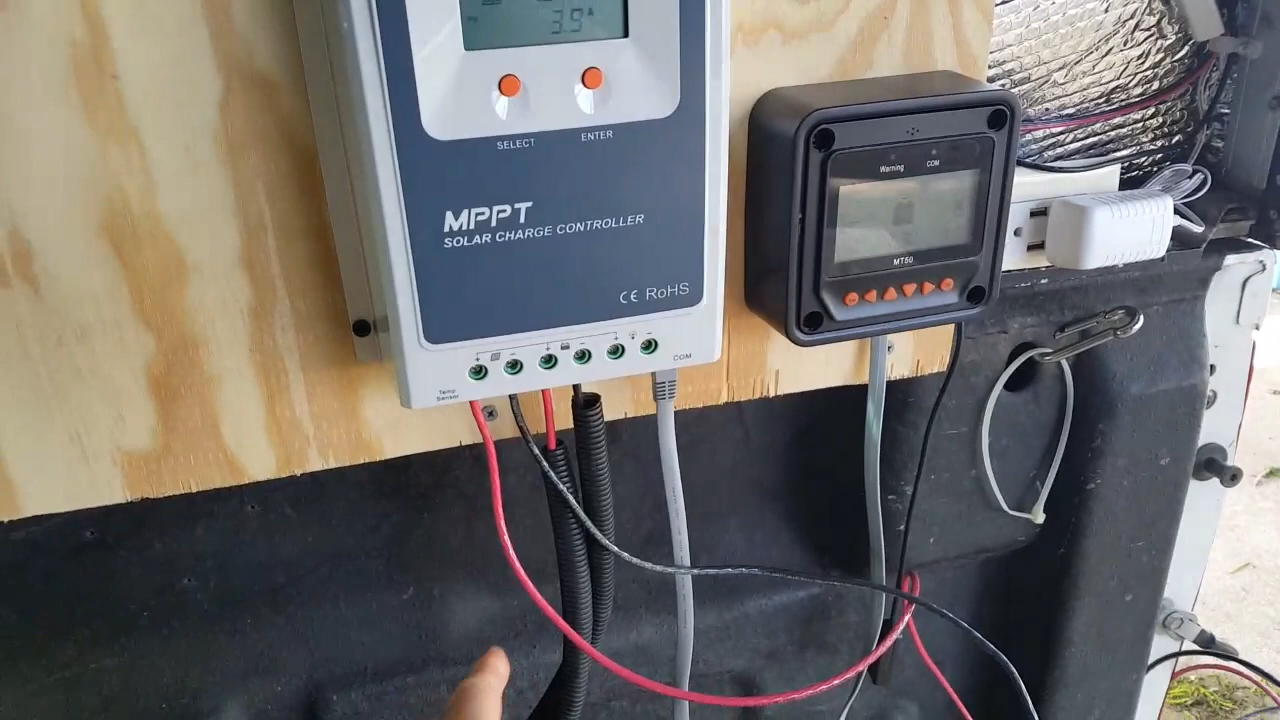 3.9 A
SELECT
ENTER
MPPT
SOLAR CHARGE CONTROLLER
CE RoHS
+ - + - + -
COM
Temp
Sensor
Warning
COM
MT50